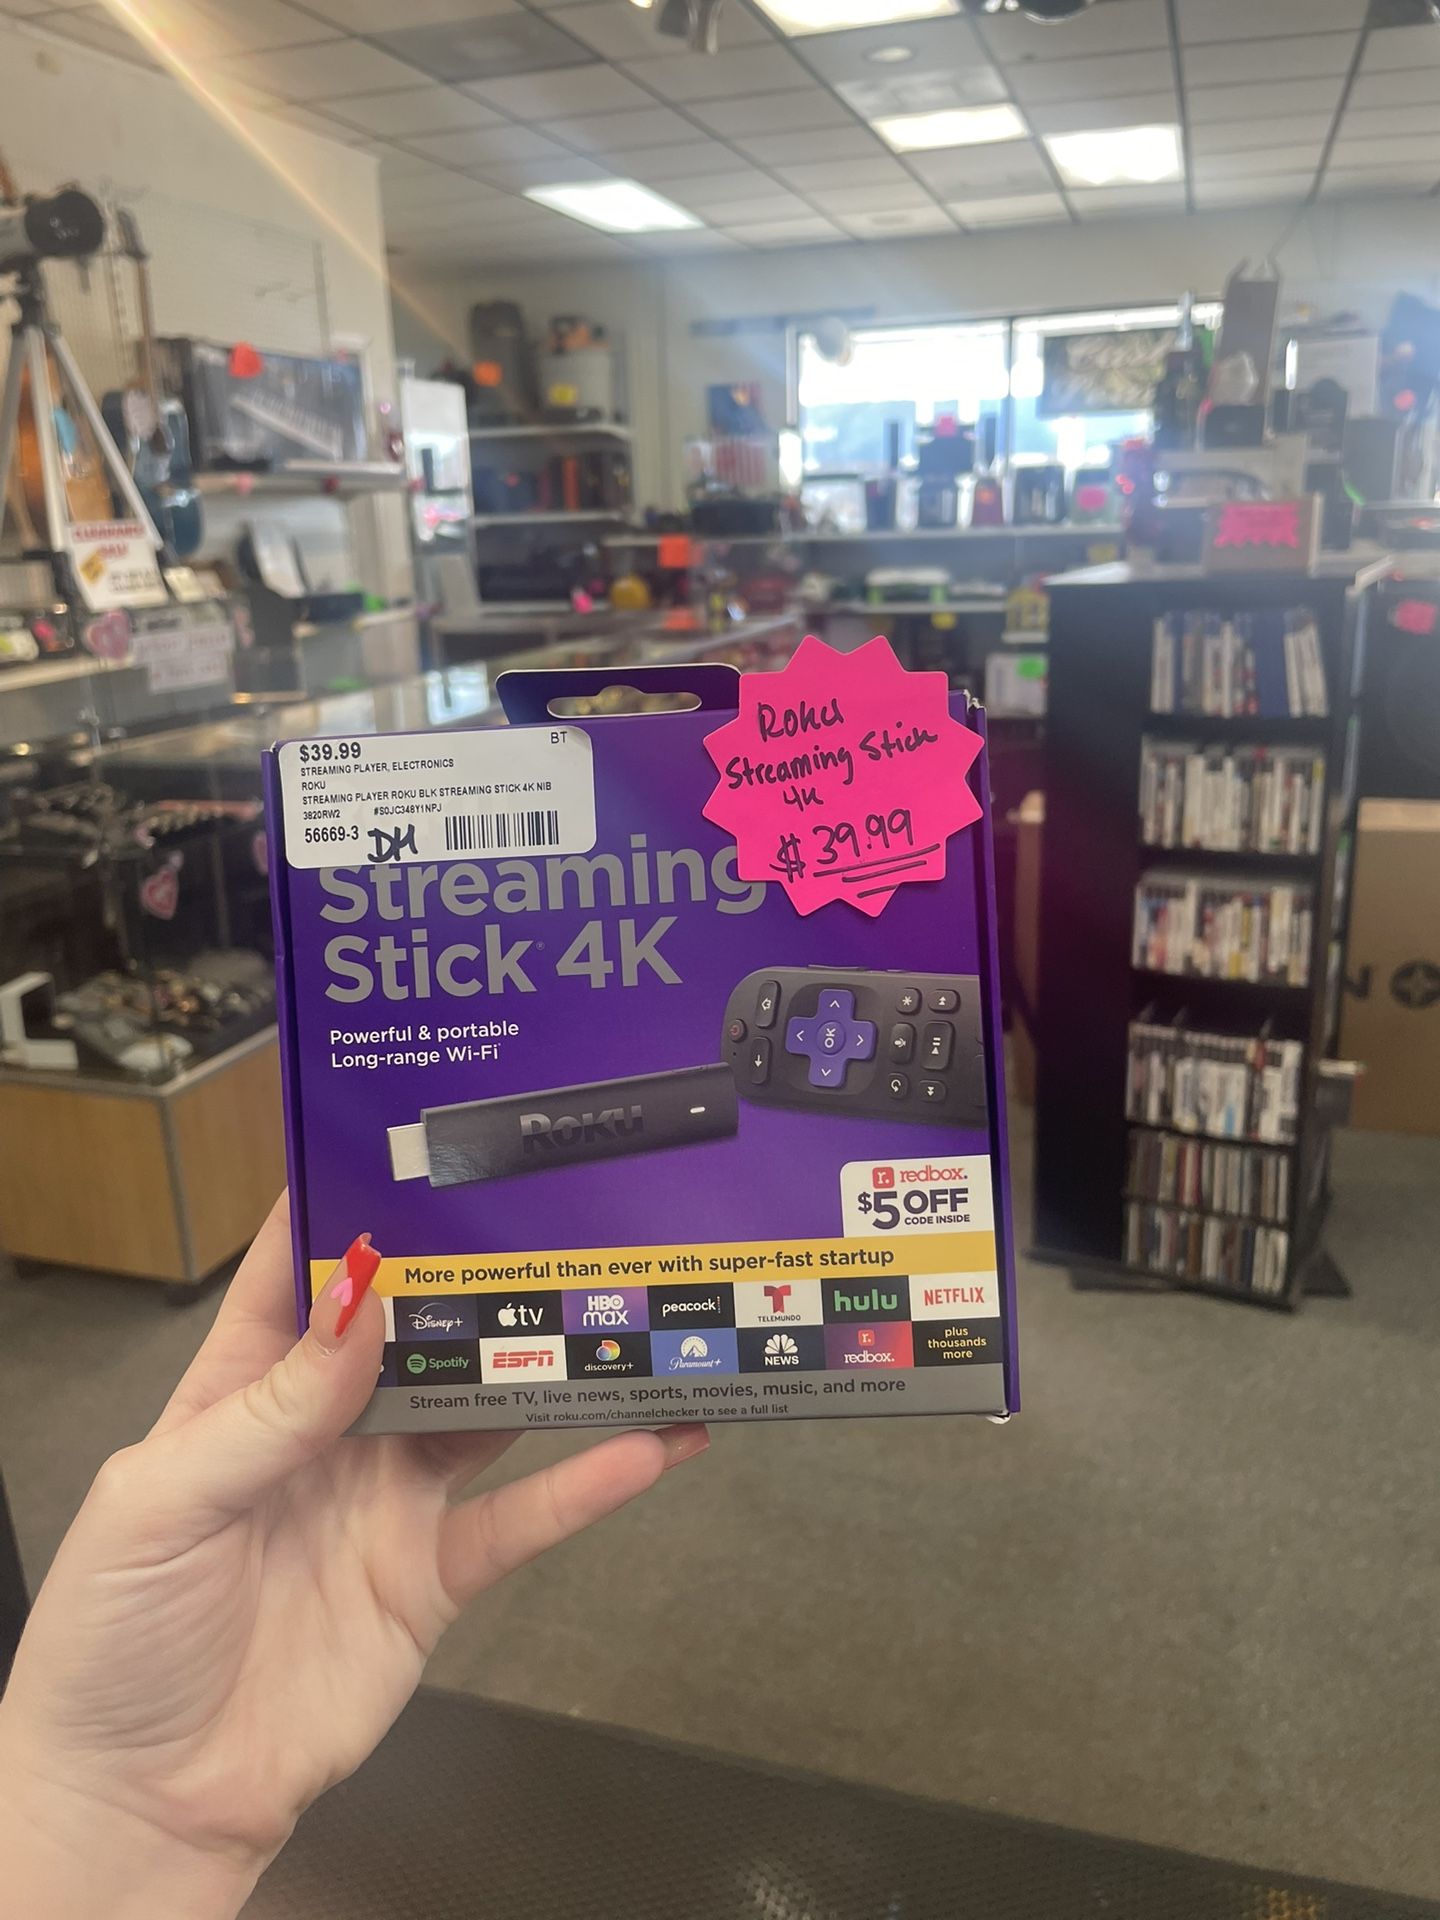 $39.99 BT
STREAMING PLAYER, ELECTRONICS
ROKU
STREAMING PLAYER ROKU BLK STREAMING STICK 4K NIB
3820RW2 #S0JC348Y1NPJ
56669-3 DM
Roku
Streaming Stick
4K
$39.99
Streaming
Stick® 4K
Powerful & portable
Long-range Wi-Fi
OK
ROKU
r. redbox.
$5 OFF
CODE INSIDE
More powerful than ever with super-fast startup
Disney+ tv HBO max peacock TELEMUNDO hulu NETFLIX
Spotify ESPN discovery+ Paramount+ NEWS r. redbox. plus thousands more
Stream free TV, live news, sports, movies, music, and more
Visit roku.com/channelchecker to see a full list
CLEARANCE
SALE